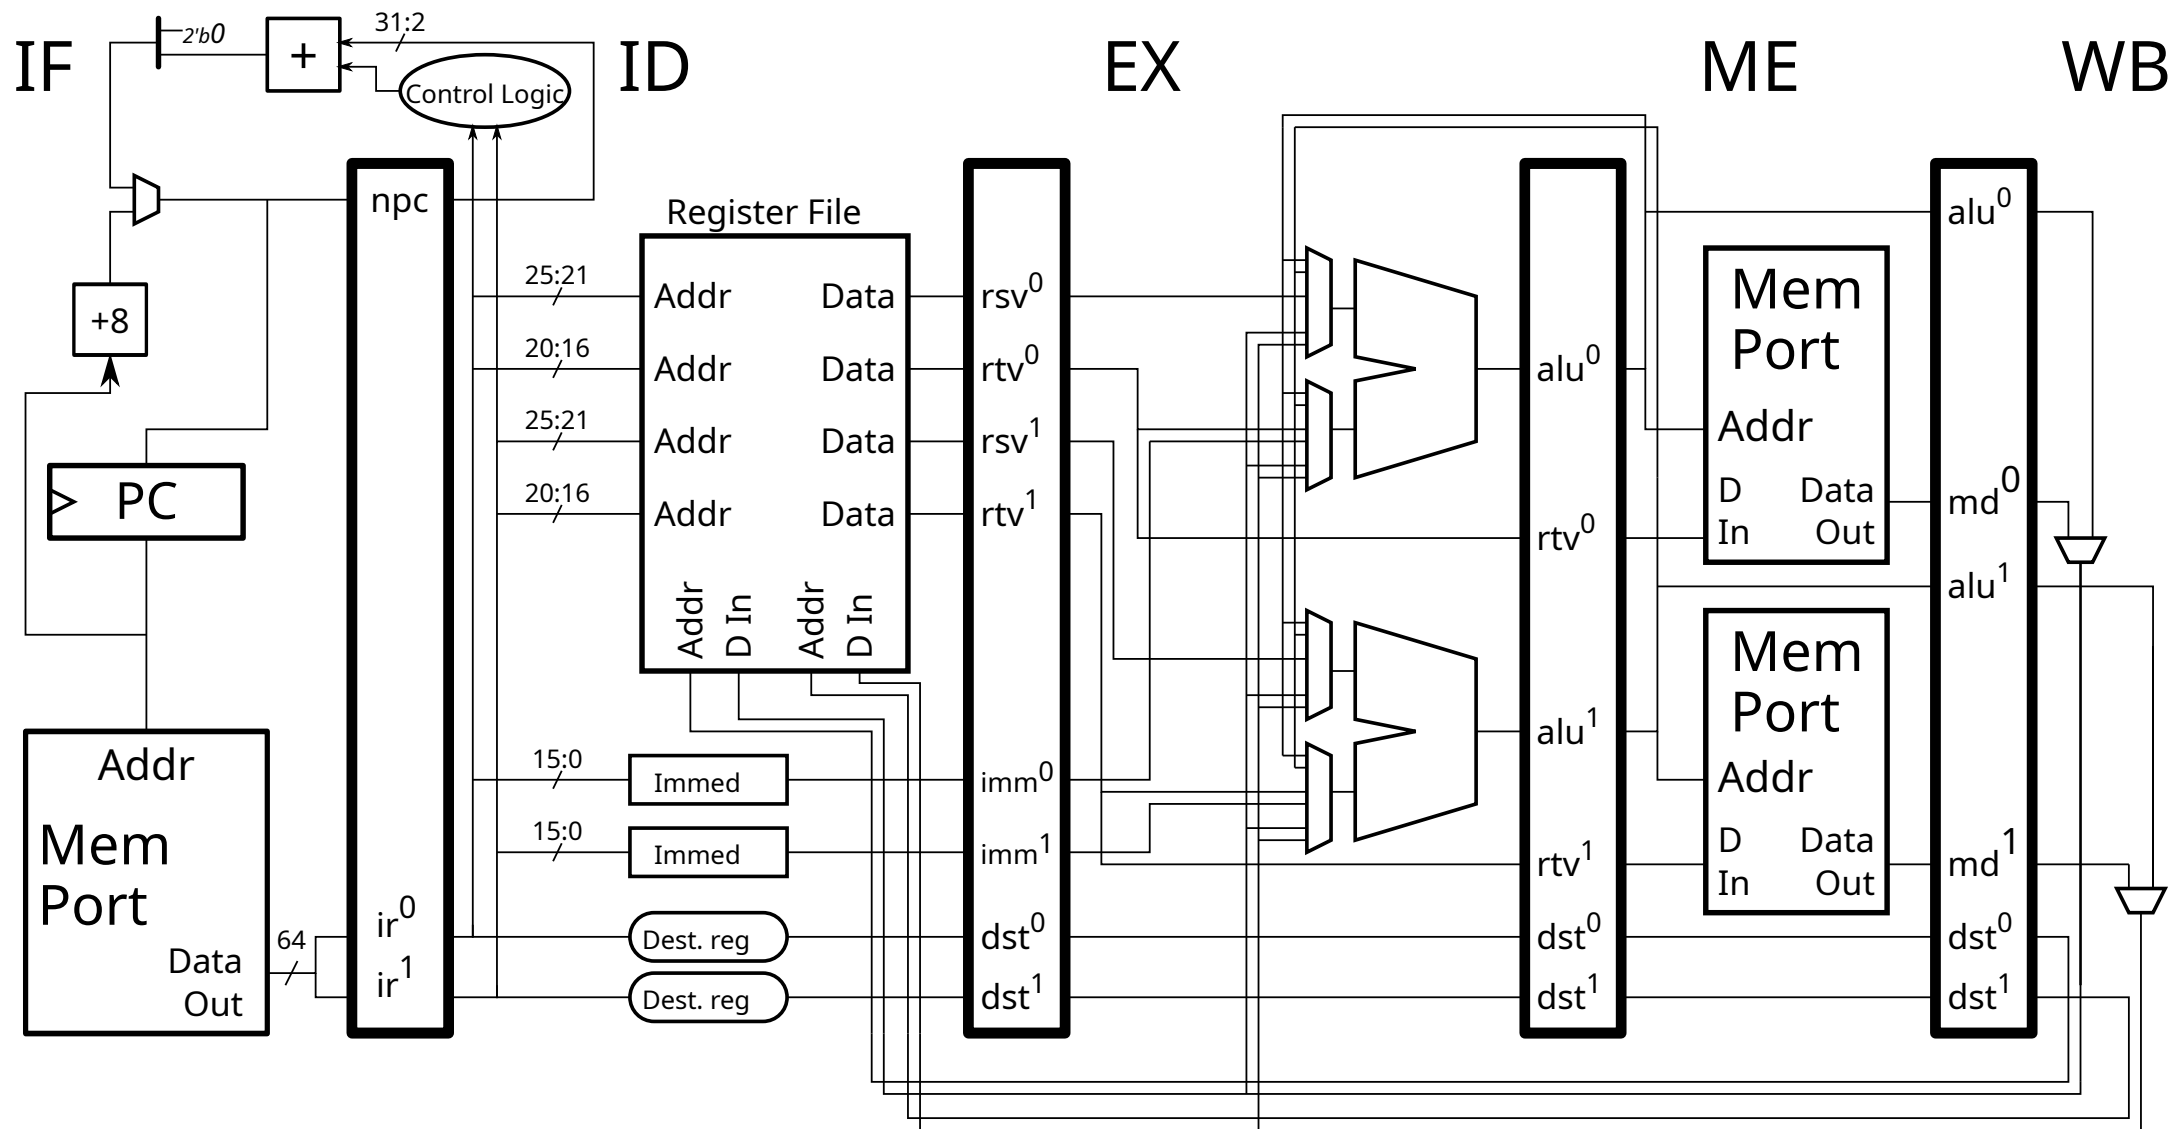 IF
ID
EX
ME
WB
2'b0
+
31:2
Control Logic
+8
PC
Addr
Mem
Port
Data
Out
64
npc
ir⁰
ir¹
Register File
25:21
Addr
Data
20:16
Addr
Data
25:21
Addr
Data
20:16
Addr
Data
Addr
D In
Addr
D In
15:0
Immed
15:0
Immed
Dest. reg
Dest. reg
rsv⁰
rtv⁰
rsv¹
rtv¹
imm⁰
imm¹
dst⁰
dst¹
alu⁰
rtv⁰
alu¹
rtv¹
dst⁰
dst¹
Mem
Port
Addr
D
In
Data
Out
Mem
Port
Addr
D
In
Data
Out
alu⁰
md⁰
alu¹
md¹
dst⁰
dst¹